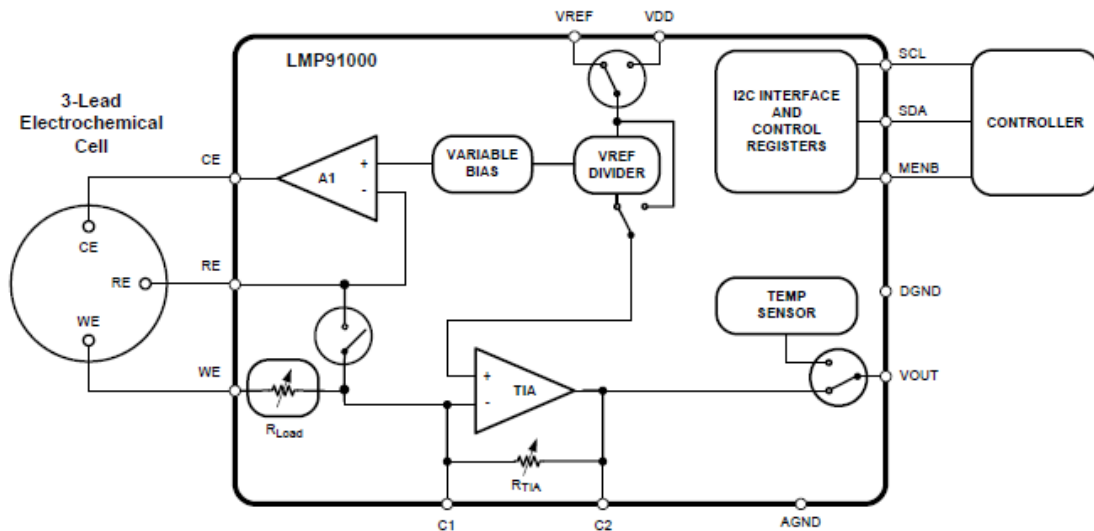 VREF
VDD
LMP91000
SCL
3-Lead
Electrochemical
Cell
I2C INTERFACE
AND
CONTROL
REGISTERS
SDA
CONTROLLER
CE
A1
+
-
VARIABLE
BIAS
VREF
DIVIDER
MENB
CE
RE
RE
WE
TEMP
SENSOR
DGND
WE
RLoad
+
-
TIA
VOUT
RTIA
C1
C2
AGND